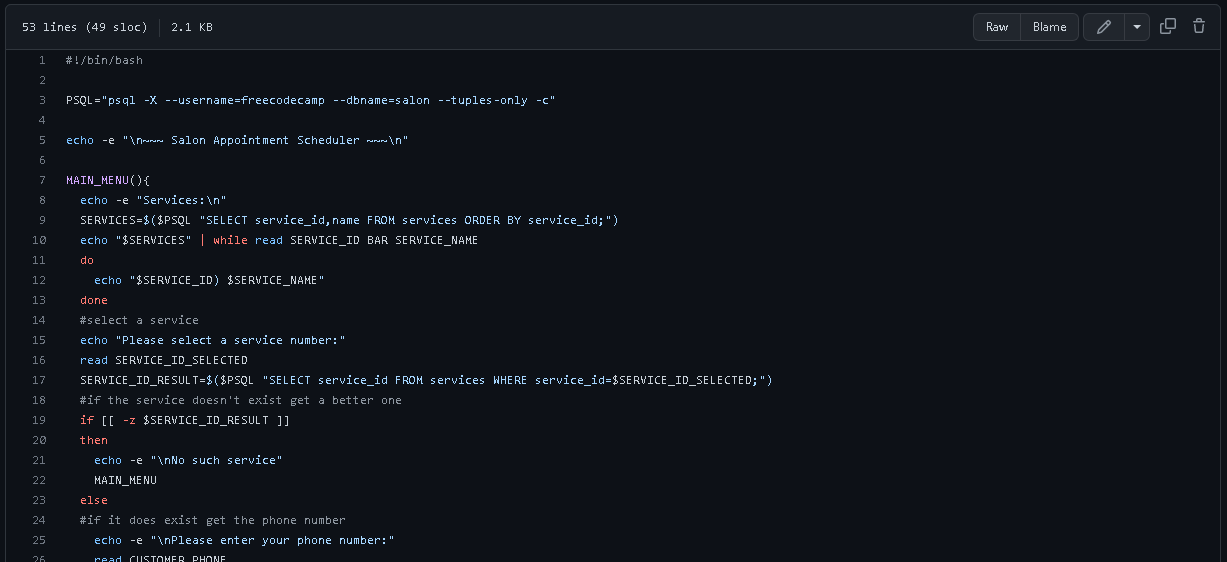 53 lines (49 sloc) 2.1 KB Raw Blame
1 #!/bin/bash
2
3 PSQL="psql -X --username=freecodecamp --dbname=salon --tuples-only -c"
4
5 echo -e "\n~~~ Salon Appointment Scheduler ~~~\n"
6
7 MAIN_MENU(){
8 echo -e "Services:\n"
9 SERVICES=$($PSQL "SELECT service_id,name FROM services ORDER BY service_id;")
10 echo "$SERVICES" | while read SERVICE_ID BAR SERVICE_NAME
11 do
12 echo "$SERVICE_ID) $SERVICE_NAME"
13 done
14 #select a service
15 echo "Please select a service number:"
16 read SERVICE_ID_SELECTED
17 SERVICE_ID_RESULT=$($PSQL "SELECT service_id FROM services WHERE service_id=$SERVICE_ID_SELECTED;")
18 #if the service doesn't exist get a better one
19 if [[ -z $SERVICE_ID_RESULT ]]
20 then
21 echo -e "\nNo such service"
22 MAIN_MENU
23 else
24 #if it does exist get the phone number
25 echo -e "\nPlease enter your phone number:"
26 read CUSTOMER_PHONE